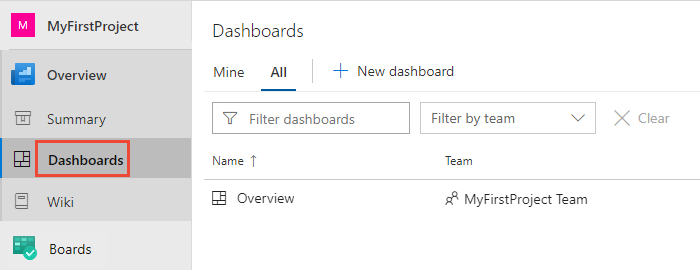 M MyFirstProject
Overview
Summary
Dashboards
Wiki
Boards
Dashboards
Mine All New dashboard
Filter dashboards Filter by team Clear
Name Team
Overview MyFirstProject Team